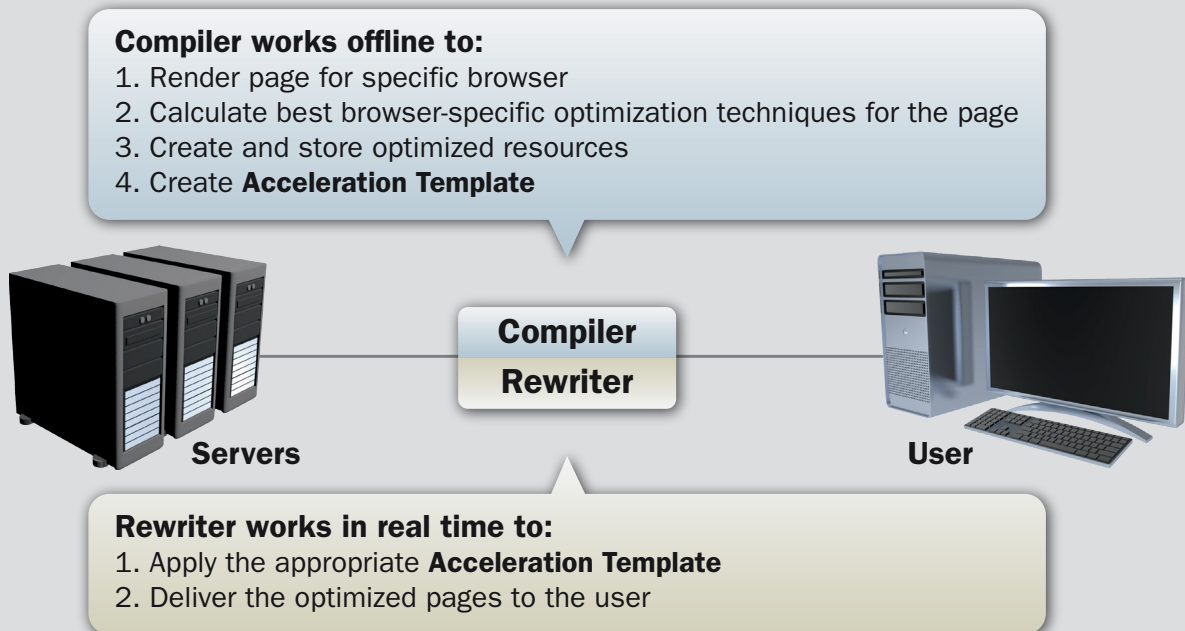 Compiler works offline to:
1. Render page for specific browser
2. Calculate best browser-specific optimization techniques for the page
3. Create and store optimized resources
4. Create Acceleration Template
Compiler
Rewriter
Servers
User
Rewriter works in real time to:
1. Apply the appropriate Acceleration Template
2. Deliver the optimized pages to the user